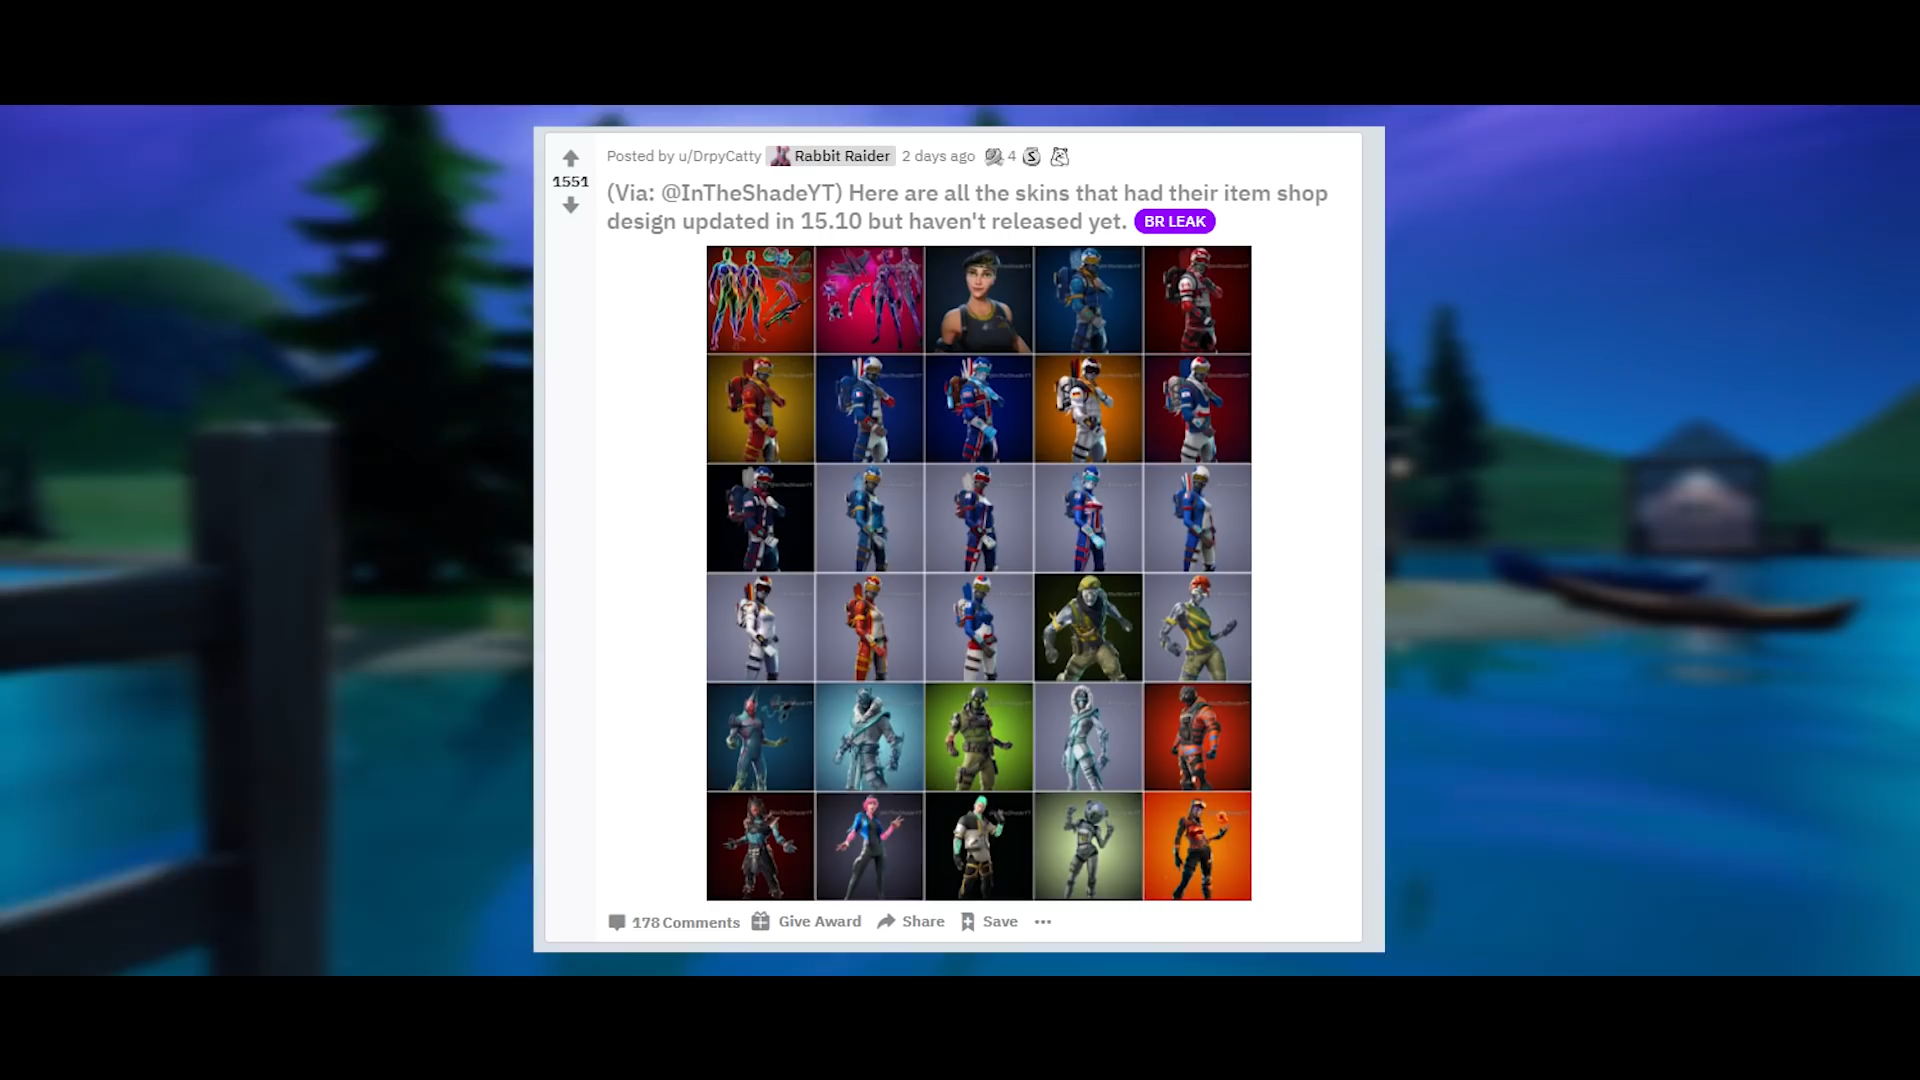 1551
Posted by u/DrpyCatty Rabbit Raider 2 days ago 4 S
(Via: @InTheShadeYT) Here are all the skins that had their item shop
design updated in 15.10 but haven't released yet. BR LEAK
178 Comments Give Award Share Save ...